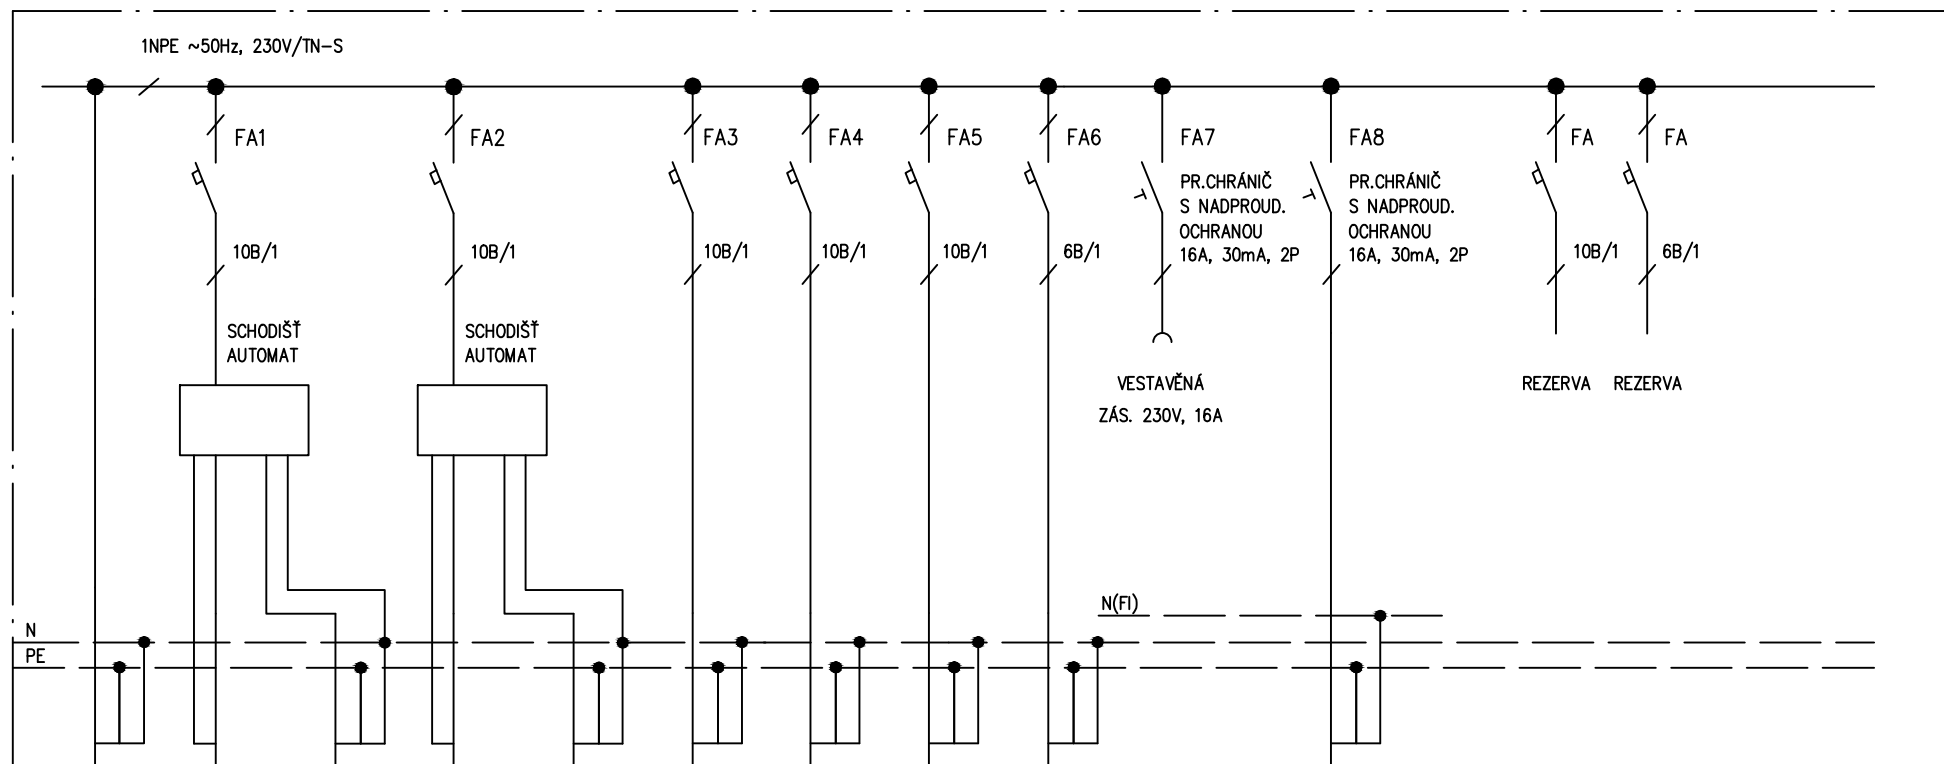 1NPE ~50Hz, 230V/TN-S
FA1
FA2
FA3
FA4
FA5
FA6
FA7
FA8
FA
FA
PR.CHRÁNIČ
S NADPROUD.
OCHRANOU
16A, 30mA, 2P
PR.CHRÁNIČ
S NADPROUD.
OCHRANOU
16A, 30mA, 2P
10B/1
10B/1
10B/1
10B/1
10B/1
6B/1
10B/1
6B/1
SCHODIŠŤ
AUTOMAT
SCHODIŠŤ
AUTOMAT
VESTAVĚNÁ
ZÁS. 230V, 16A
REZERVA
REZERVA
N(FI)
N
PE